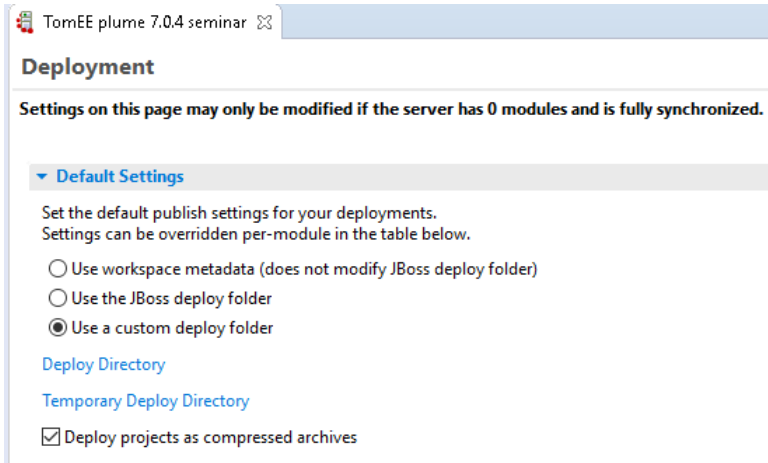 TomEE plume 7.0.4 seminar
Deployment
Settings on this page may only be modified if the server has 0 modules and is fully synchronized.
Default Settings
Set the default publish settings for your deployments.
Settings can be overridden per-module in the table below.
Use workspace metadata (does not modify JBoss deploy folder)
Use the JBoss deploy folder
Use a custom deploy folder
Deploy Directory
Temporary Deploy Directory
Deploy projects as compressed archives